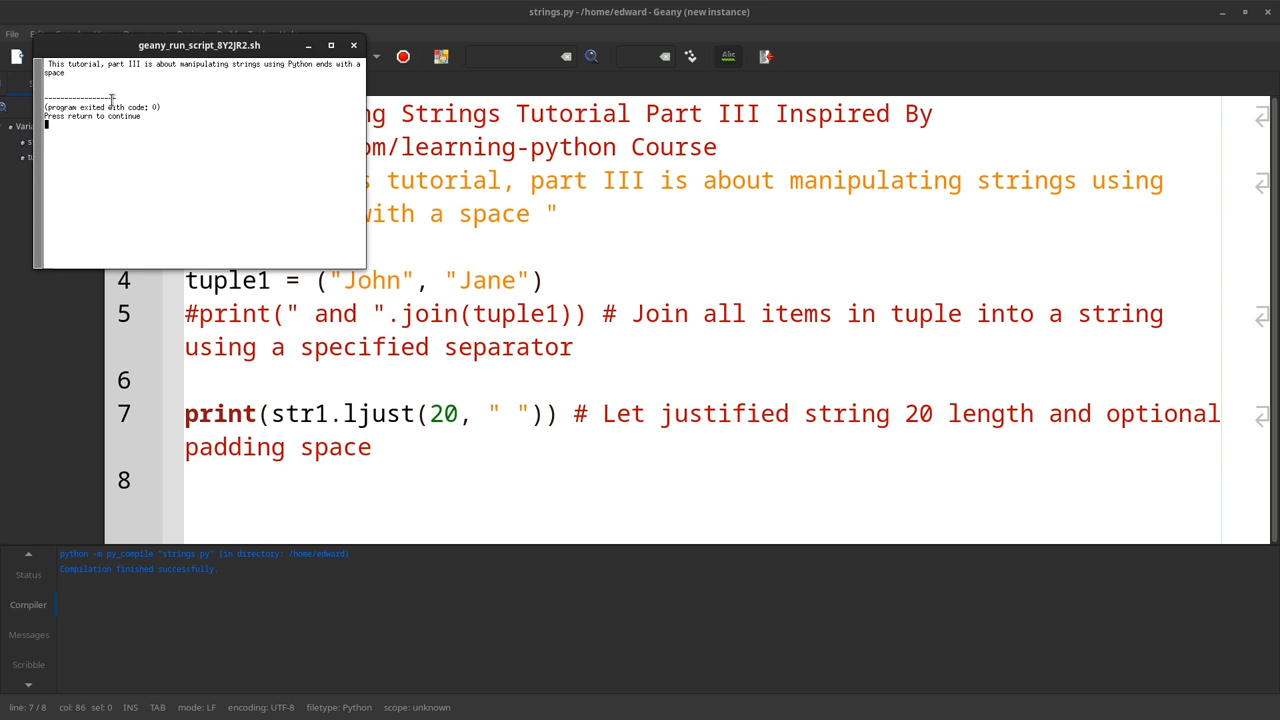 strings.py - /home/edward - Geany (new instance)
File
geany_run_script_8Y2JR2.sh
This tutorial, part III is about manipulating strings using Python ends with a
space
------------------
(program exited with code: 0)
Press return to continue
ng Strings Tutorial Part III Inspired By
om/learning-python Course
s tutorial, part III is about manipulating strings using
with a space "
4 tuple1 = ("John", "Jane")
5 #print(" and ".join(tuple1)) # Join all items in tuple into a string
using a specified separator
6
7 print(str1.ljust(20, " ")) # Let justified string 20 length and optional
padding space
8
Varia
python -m py_compile "strings.py" (in directory: /home/edward)
Compilation finished successfully.
Status
Compiler
Messages
Scribble
line: 7 / 8 col: 86 sel: 0 INS TAB mode: LF encoding: UTF-8 filetype: Python scope: unknown